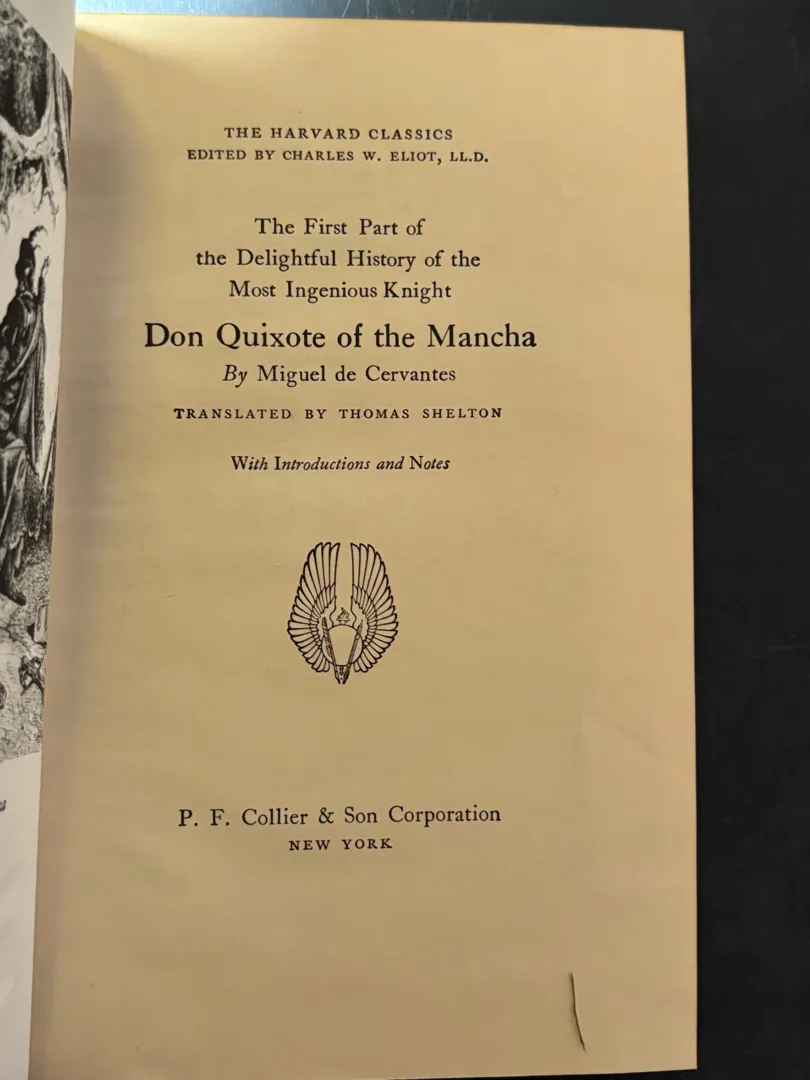 THE HARVARD CLASSICS
EDITED BY CHARLES W. ELIOT, LL.D.
The First Part of
the Delightful History of the
Most Ingenious Knight
Don Quixote of the Mancha
By Miguel de Cervantes
TRANSLATED BY THOMAS SHELTON
With Introductions and Notes
P. F. Collier & Son Corporation
NEW YORK